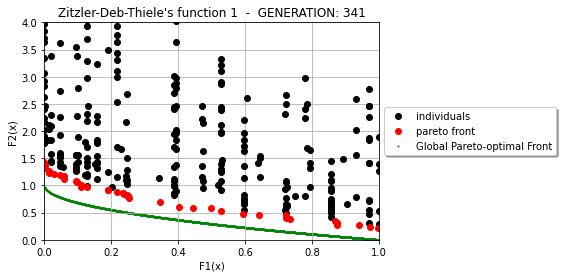 Zitzler-Deb-Thiele's function 1  -  GENERATION: 341
F2(x)
4.0
3.5
3.0
2.5
2.0
1.5
1.0
0.5
0.0
0.0 0.2 0.4 0.6 0.8 1.0
F1(x)
individuals
pareto front
Global Pareto-optimal Front